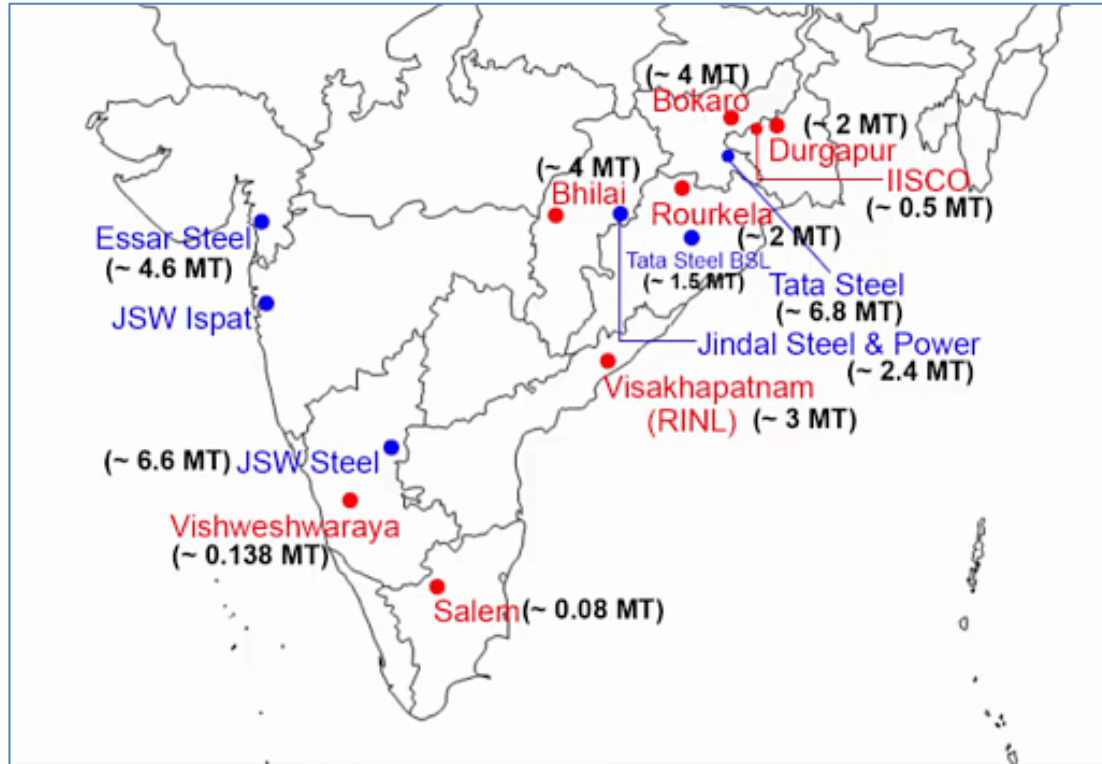 (~ 4 MT)
Bokaro
(~ 2 MT)
Durgapur
(~ 4 MT)
Bhilai
IISCO
(~ 0.5 MT)
Rourkela
(~ 2 MT)
Essar Steel
(~ 4.6 MT)
Tata Steel BSL
(~ 1.5 MT)
Tata Steel
(~ 6.8 MT)
JSW Ispat
Jindal Steel & Power
(~ 2.4 MT)
Visakhapatnam
(RINL) (~ 3 MT)
(~ 6.6 MT) JSW Steel
Vishweshwaraya
(~ 0.138 MT)
Salem (~ 0.08 MT)